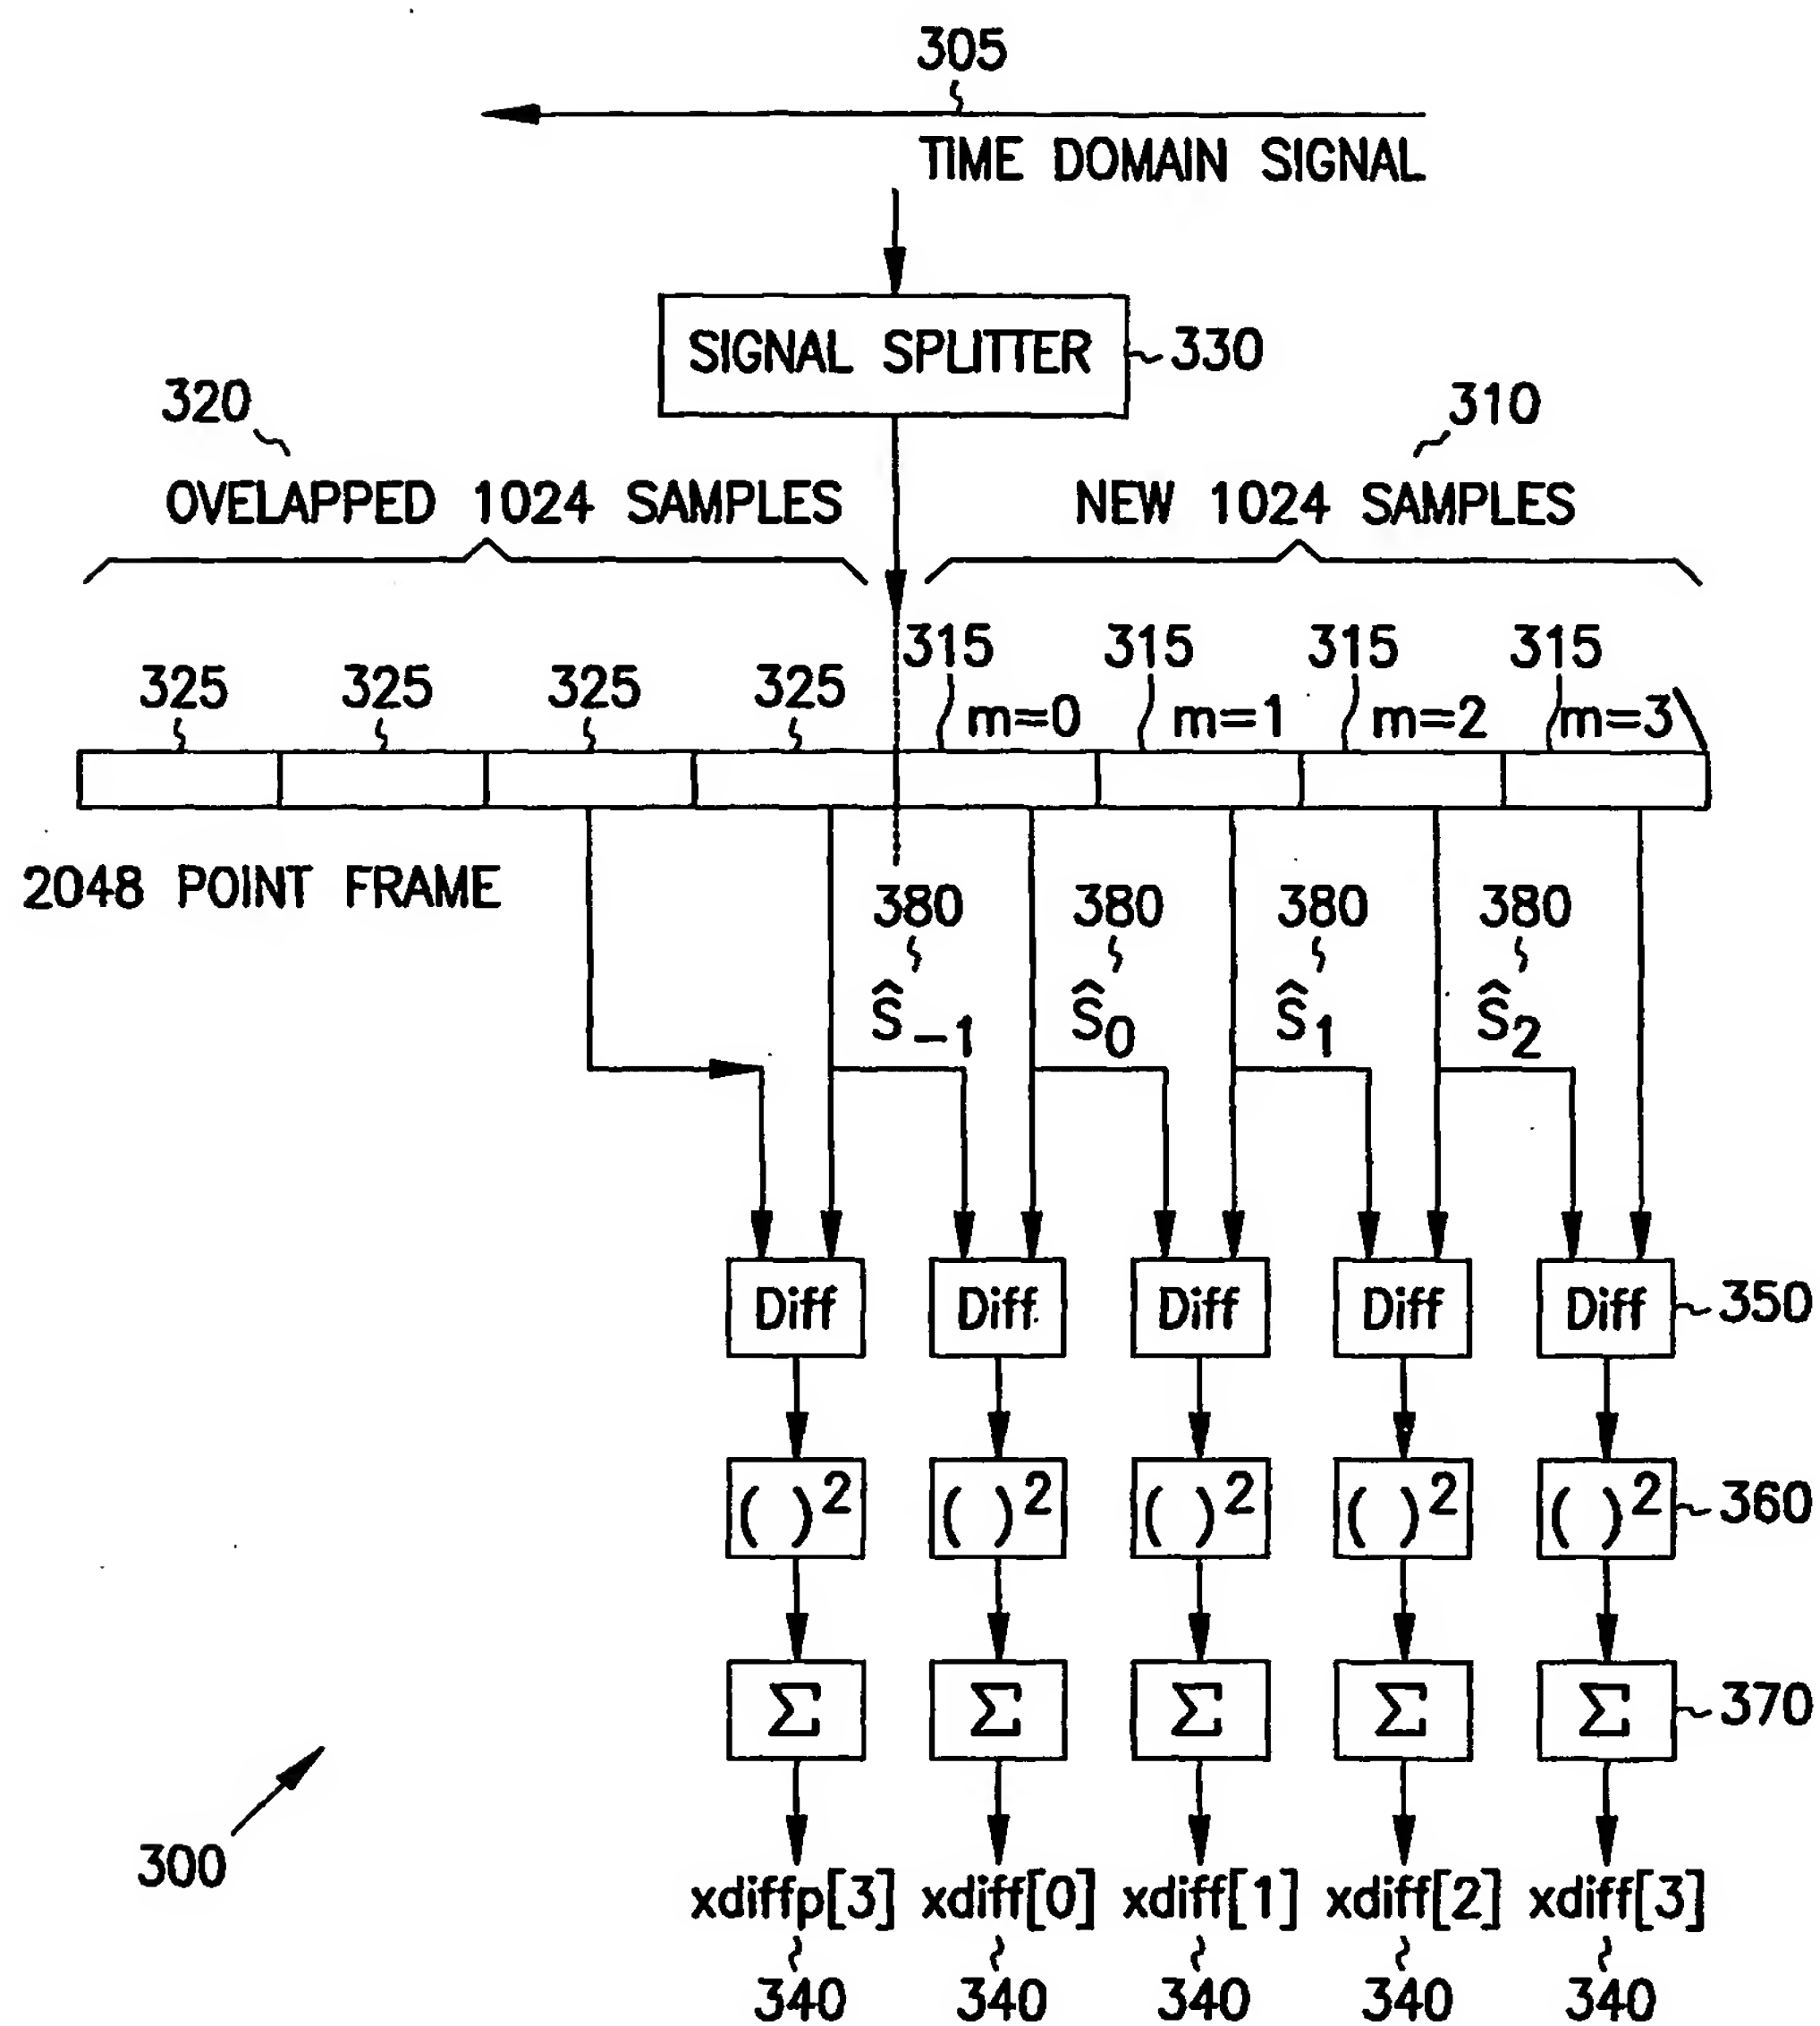 305
TIME DOMAIN SIGNAL
SIGNAL SPLITTER
330
320
310
OVELAPPED 1024 SAMPLES
NEW 1024 SAMPLES
315 315 315 315
325 325 325 325
m=0 m=1 m=2 m=3
2048 POINT FRAME
380 380 380 380
Ŝ₋₁ Ŝ₀ Ŝ₁ Ŝ₂
Diff Diff Diff Diff Diff 350
( )² ( )² ( )² ( )² ( )² 360
Σ Σ Σ Σ Σ 370
300
xdiffp[3] xdiff[0] xdiff[1] xdiff[2] xdiff[3]
340 340 340 340 340